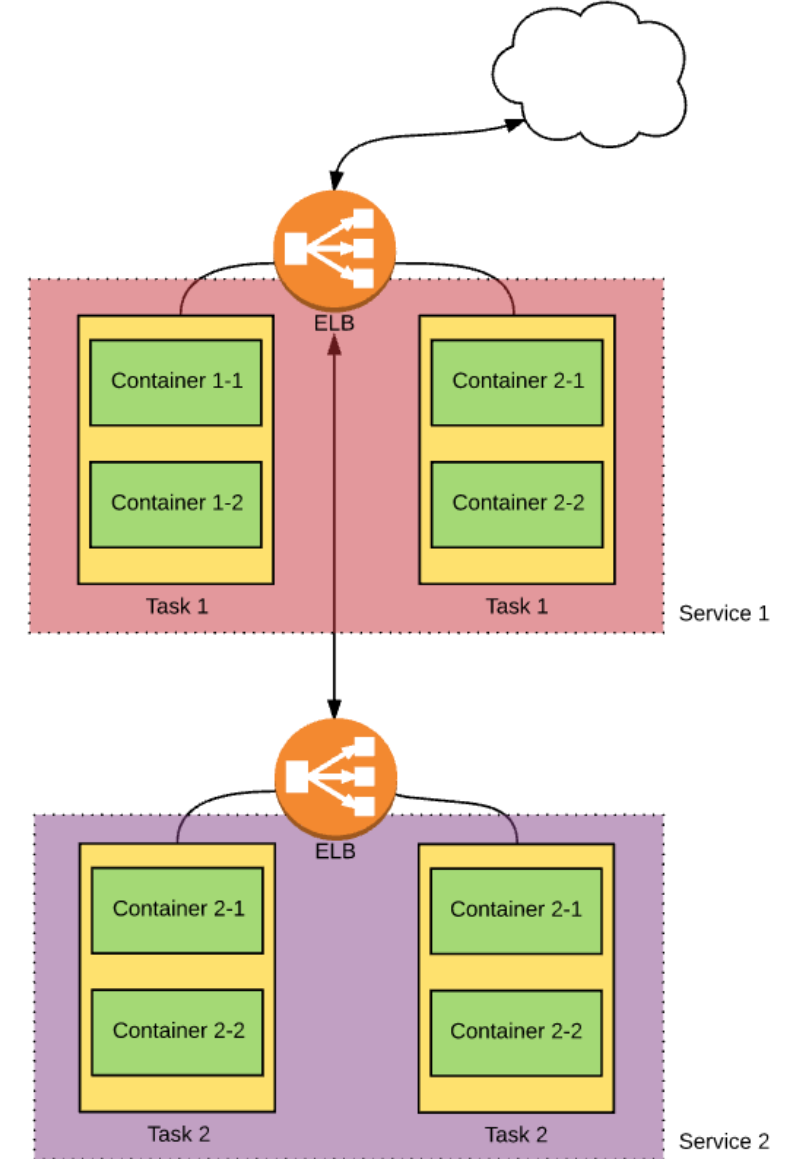 ELB
Container 1-1
Container 2-1
Container 1-2
Container 2-2
Task 1
Task 1
Service 1
ELB
Container 2-1
Container 2-1
Container 2-2
Container 2-2
Task 2
Task 2
Service 2